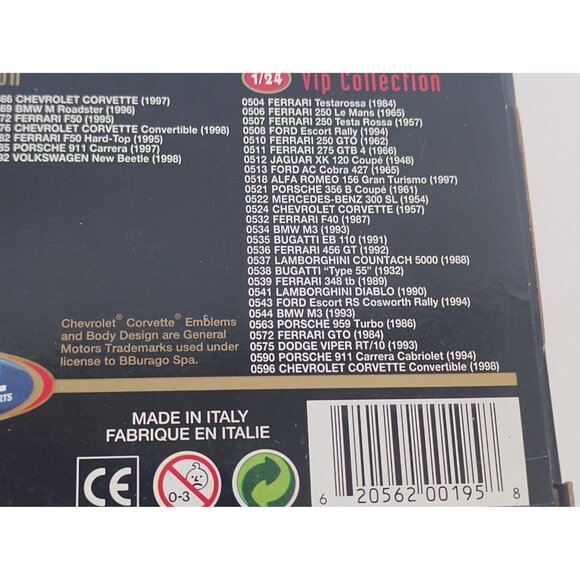 1/24 Vip Collection
66 CHEVROLET CORVETTE (1997)
69 BMW M Roadster (1996)
72 FERRARI F50 (1995)
76 CHEVROLET CORVETTE Convertible (1998)
82 FERRARI F50 Hard-Top (1995)
85 PORSCHE 911 Carrera (1997)
92 VOLKSWAGEN New Beetle (1998)
0504 FERRARI Testarossa (1984)
0506 FERRARI 250 Le Mans (1965)
0507 FERRARI 250 Testa Rossa (1957)
0508 FORD Escort Rally (1994)
0510 FERRARI 250 GTO (1962)
0511 FERRARI 275 GTB 4 (1966)
0512 JAGUAR XK 120 Coupé (1948)
0513 FORD AC Cobra 427 (1965)
0518 ALFA ROMEO 156 Gran Turismo (1997)
0521 PORSCHE 356 B Coupé (1961)
0522 MERCEDES-BENZ 300 SL (1954)
0524 CHEVROLET CORVETTE (1957)
0532 FERRARI F40 (1987)
0534 BMW M3 (1993)
0535 BUGATTI EB 110 (1991)
0536 FERRARI 456 GT (1992)
0537 LAMBORGHINI COUNTACH 5000 (1988)
0538 BUGATTI "Type 55" (1932)
0539 FERRARI 348 tb (1989)
0541 LAMBORGHINI DIABLO (1990)
0543 FORD Escort RS Cosworth Rally (1994)
0544 BMW M3 (1993)
0563 PORSCHE 959 Turbo (1986)
0572 FERRARI GTO (1984)
0575 DODGE VIPER RT/10 (1993)
0590 PORSCHE 911 Carrera Cabriolet (1994)
0596 CHEVROLET CORVETTE Convertible (1998)
Chevrolet® Corvette® Emblems
and Body Design are General
Motors Trademarks used under
license to BBurago Spa.
MADE IN ITALY
FABRIQUE EN ITALIE
CE
0-3
6 20562 00195 8